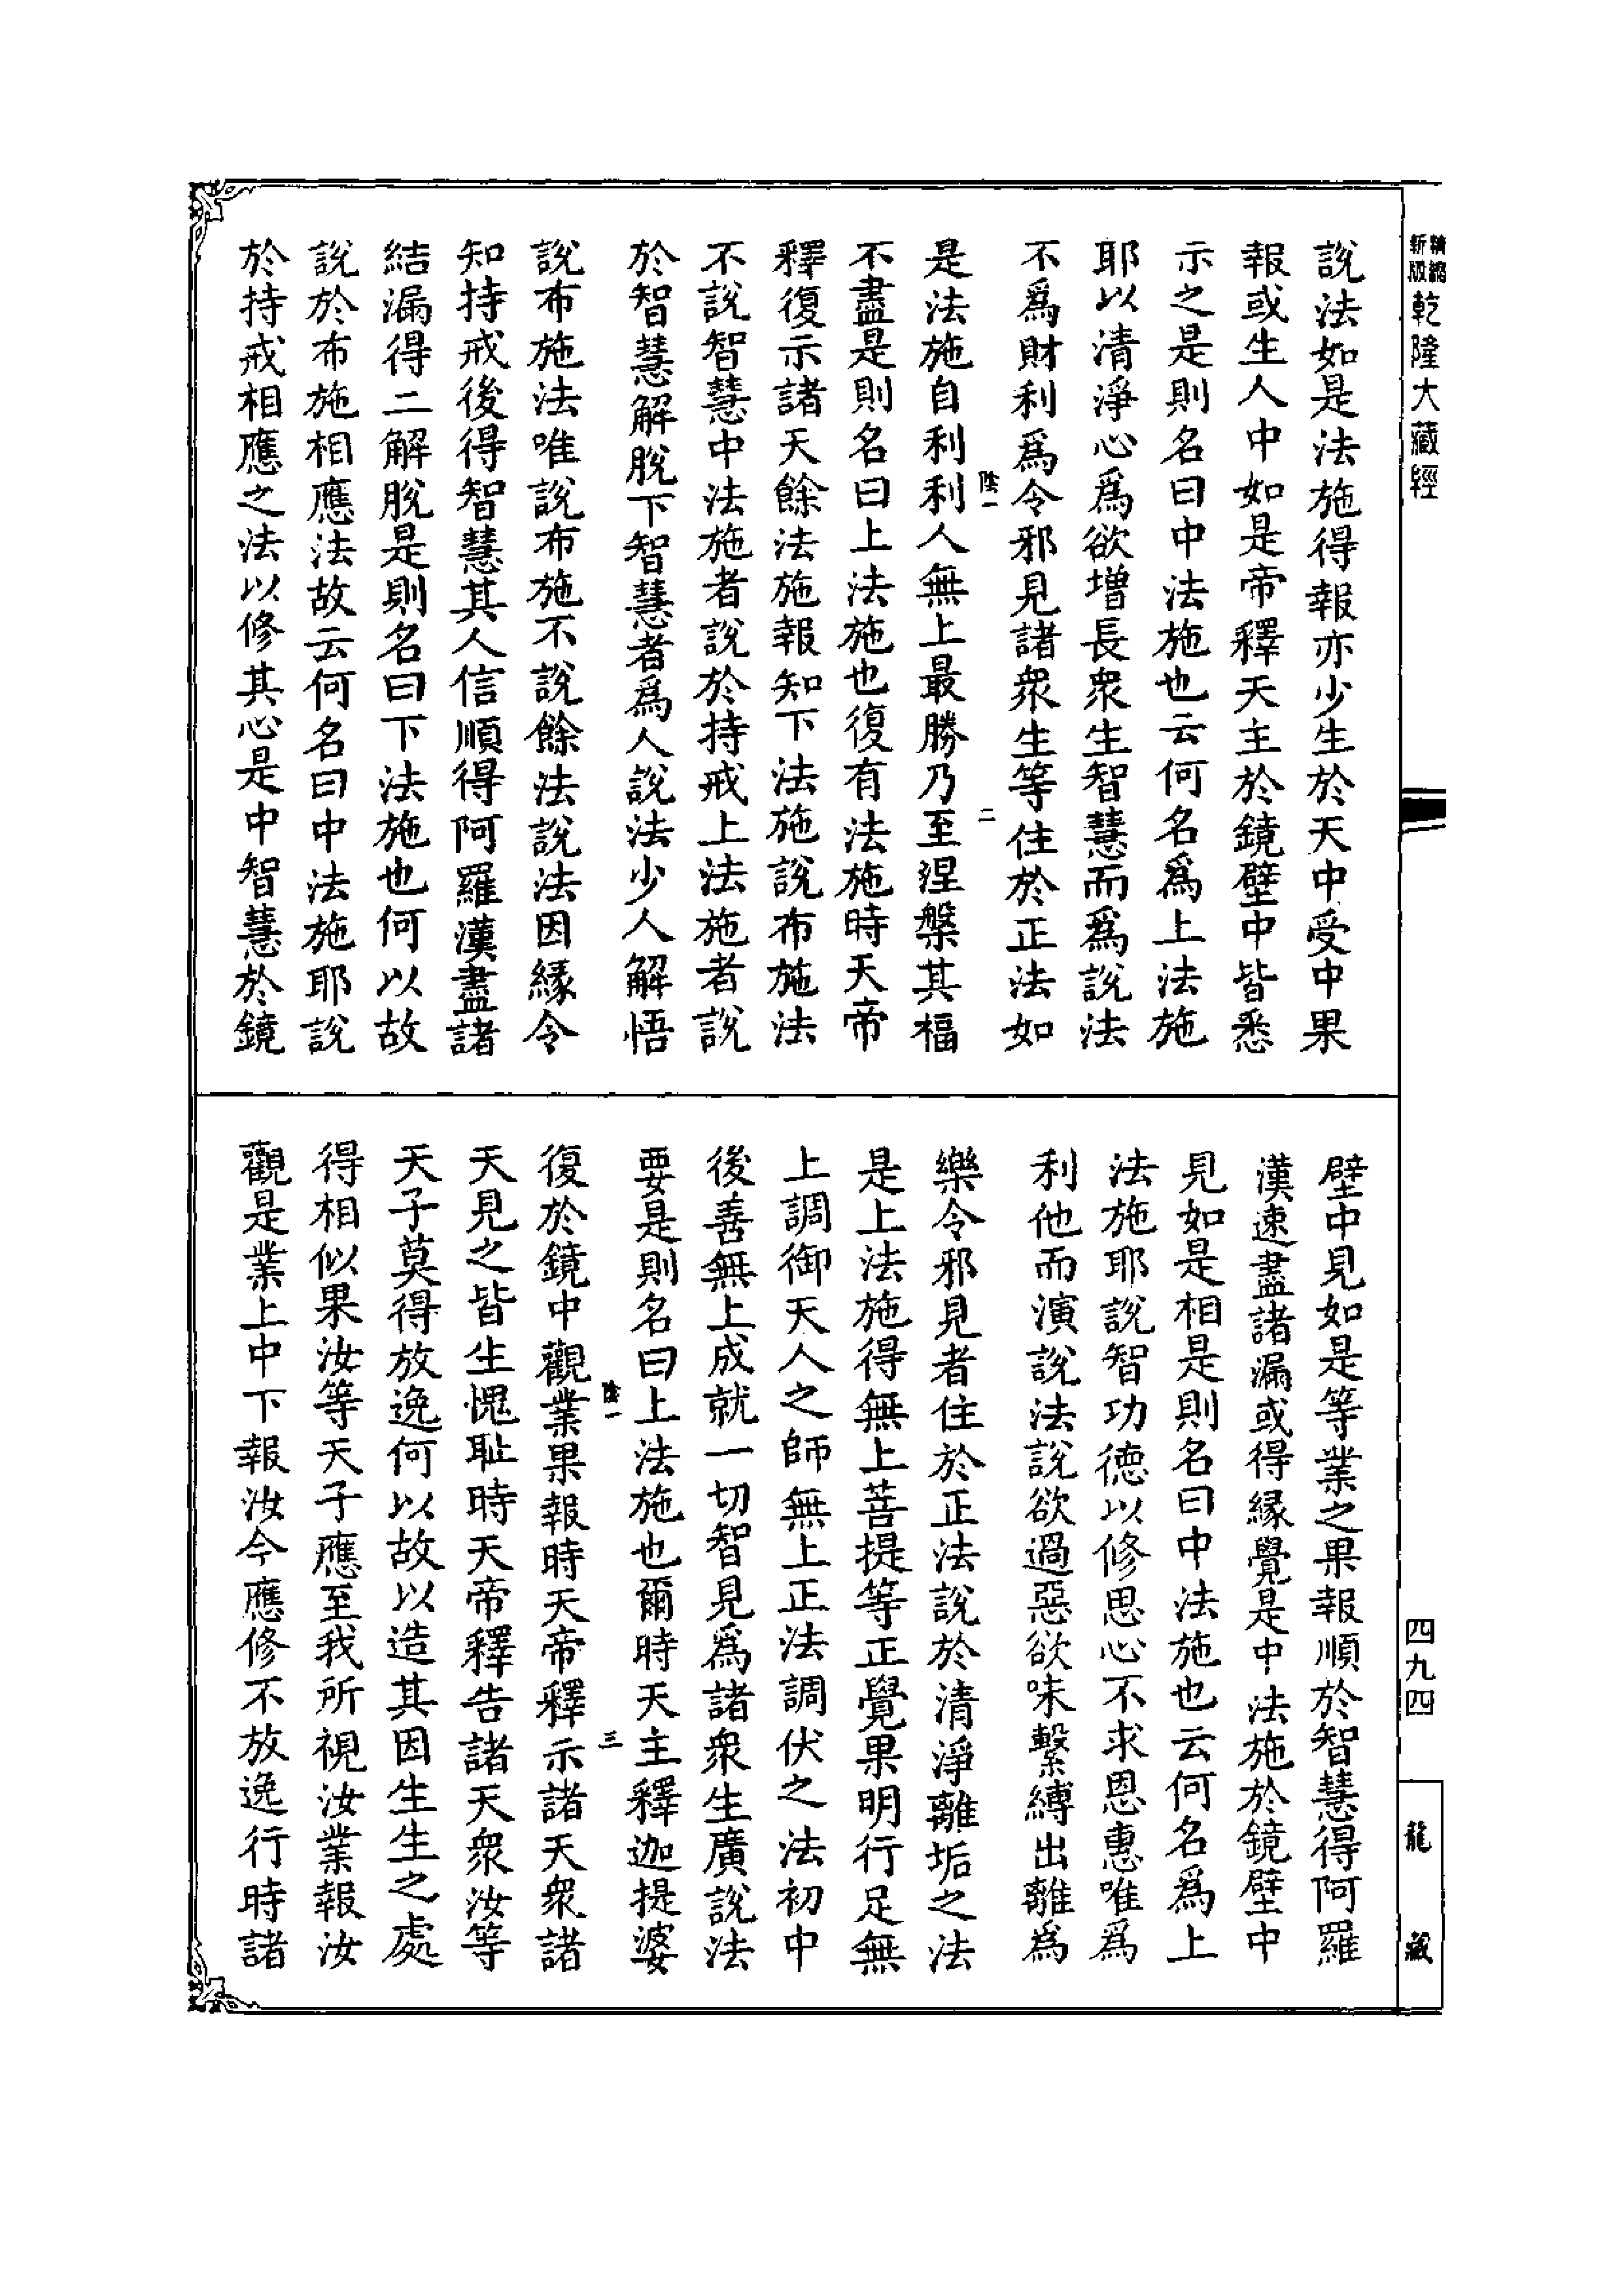 精縮
新版
乾隆大藏經
說法如是法施得報亦少生於天中受中果
報或生人中如是帝釋天主於鏡壁中皆悉
示之是則名曰中法施也云何名爲上法施
耶以清淨心爲欲增長衆生智慧而爲說法
不爲財利爲令邪見諸衆生等住於正法如
陰一
二
是法施自利利人無上最勝乃至涅槃其福
不盡是則名曰上法施也復有法施時天帝
釋復示諸天餘法施報知下法施說布施法
不說智慧中法施者說於持戒上法施者說
於智慧解脫下智慧者爲人說法少人解悟
說布施法唯說布施不說餘法說法因緣令
知持戒後得智慧其人信順得阿羅漢盡諸
結漏得二解脫是則名曰下法施也何以故
說於布施相應法故云何名曰中法施耶說
於持戒相應之法以修其心是中智慧於鏡
壁中見如是等業之果報順於智慧得阿羅
漢速盡諸漏或得緣覺是中法施於鏡壁中
見如是相是則名曰中法施也云何名爲上
法施耶說智功德以修思心不求恩惠唯爲
利他而演說法說欲過惡欲味繫縛出離爲
樂令邪見者住於正法說於清淨離垢之法
是上法施得無上菩提等正覺果明行足無
上調御天人之師無上正法調伏之法初中
後善無上成就一切智見爲諸衆生廣說法
要是則名曰上法施也爾時天主釋迦提婆
陰一
三
復於鏡中觀業果報時天帝釋示諸天衆諸
天見之皆生愧恥時天帝釋告諸天衆汝等
天子莫得放逸何以故以造其因生生之處
得相似果汝等天子應至我所視汝業報汝
觀是業上中下報汝今應修不放逸行時諸
四九四
龍藏